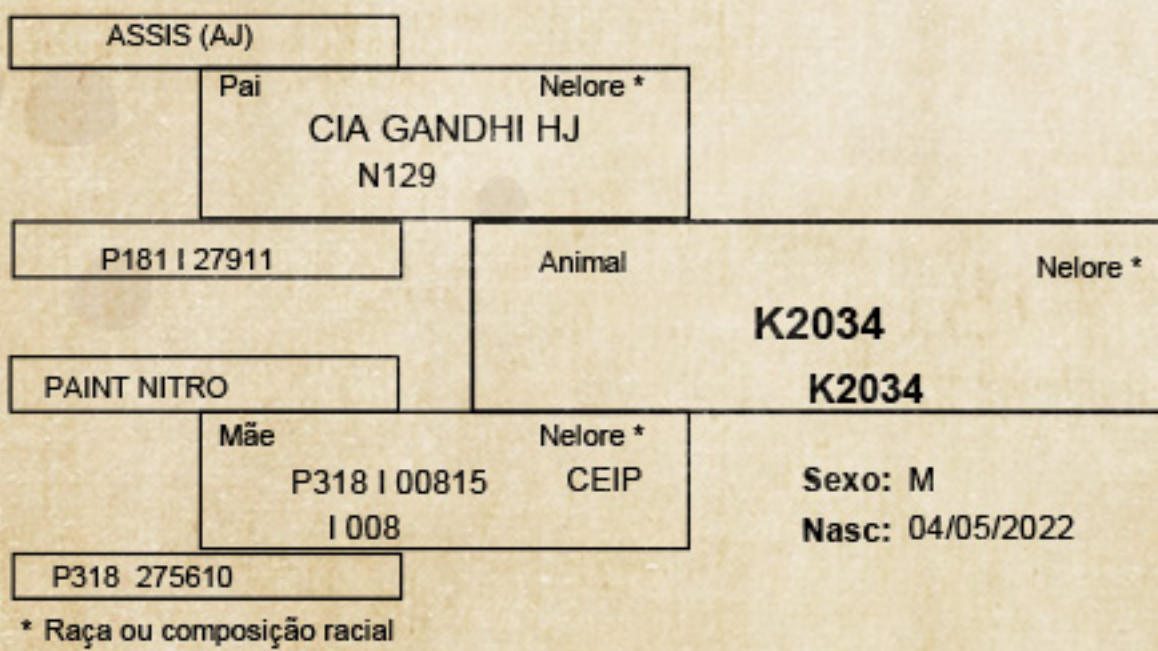 ASSIS (AJ)
Pai Nelore *
CIA GANDHI HJ
N129
P181 I 27911
Animal Nelore *
K2034
K2034
PAINT NITRO
Mãe Nelore *
P318 I 00815 CEIP
I 008
Sexo: M
Nasc: 04/05/2022
P318 275610
* Raça ou composição racial